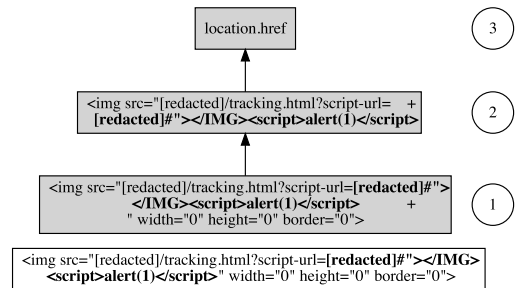 location.href
3
<img src="[redacted]/tracking.html?script-url= +
[redacted]#"></IMG><script>alert(1)</script>
2
<img src="[redacted]/tracking.html?script-url=[redacted]#">
</IMG><script>alert(1)</script> +
" width="0" height="0" border="0">
1
<img src="[redacted]/tracking.html?script-url=[redacted]#"></IMG>
<script>alert(1)</script>" width="0" height="0" border="0">